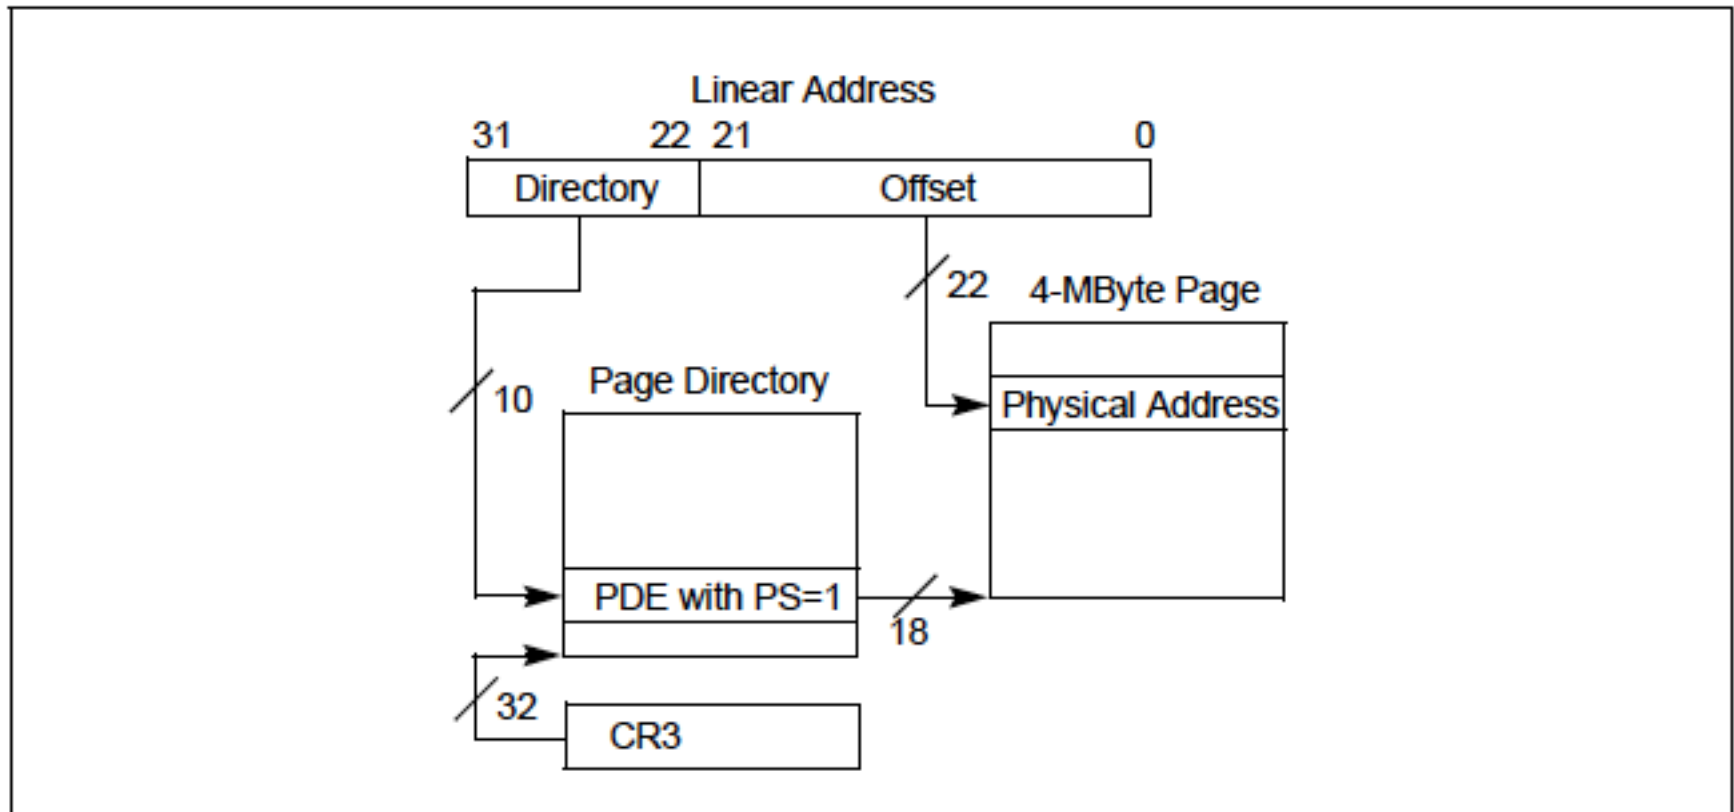 Linear Address
31 22 21 0
Directory Offset
22
4-MByte Page
10
Page Directory
Physical Address
PDE with PS=1
18
32
CR3